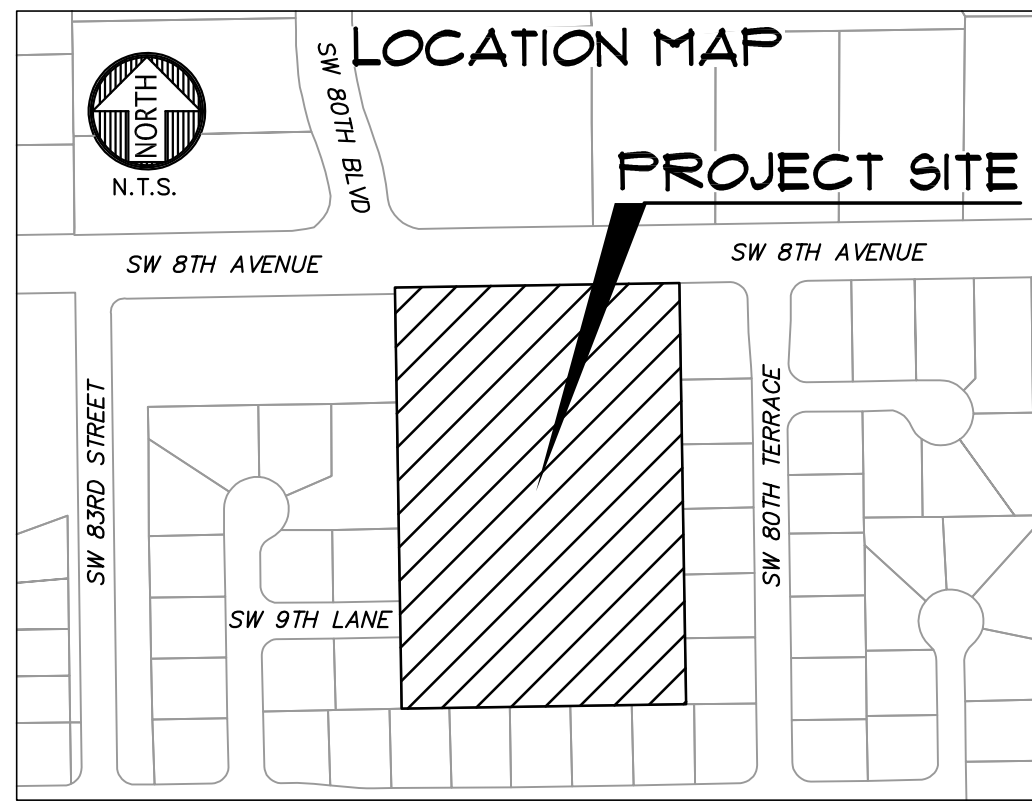 LOCATION MAP
NORTH
N.T.S.
SW 80TH BLVD
PROJECT SITE
SW 8TH AVENUE
SW 8TH AVENUE
SW 83RD STREET
SW 80TH TERRACE
SW 9TH LANE